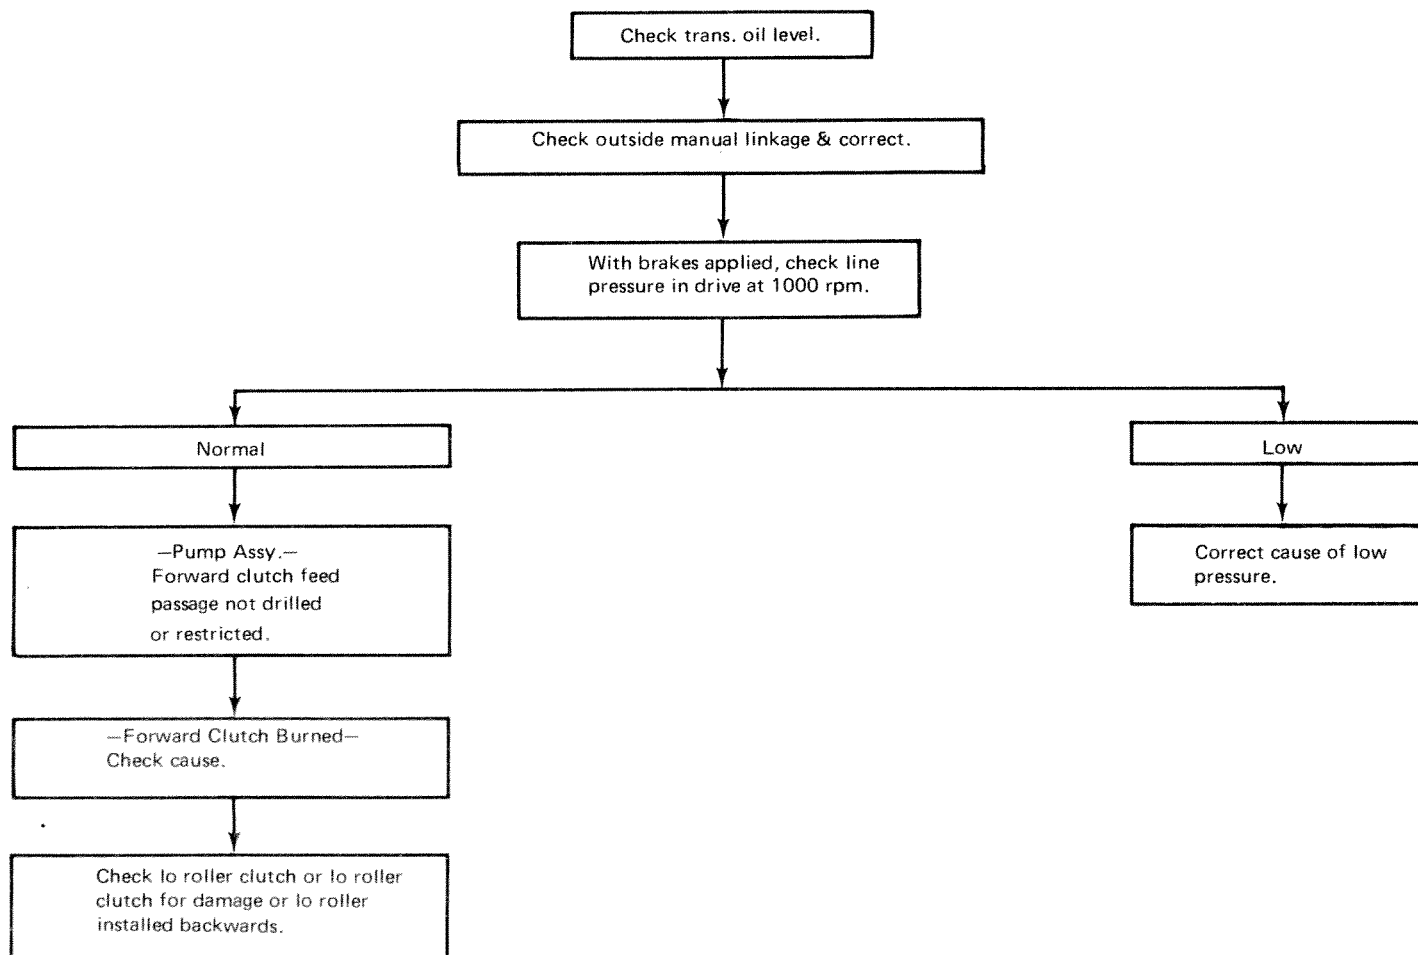 Check trans. oil level.
Check outside manual linkage & correct.
With brakes applied, check line
pressure in drive at 1000 rpm.
Normal
Low
—Pump Assy.—
Forward clutch feed
passage not drilled
or restricted.
Correct cause of low
pressure.
—Forward Clutch Burned—
Check cause.
Check lo roller clutch or lo roller
clutch for damage or lo roller
installed backwards.